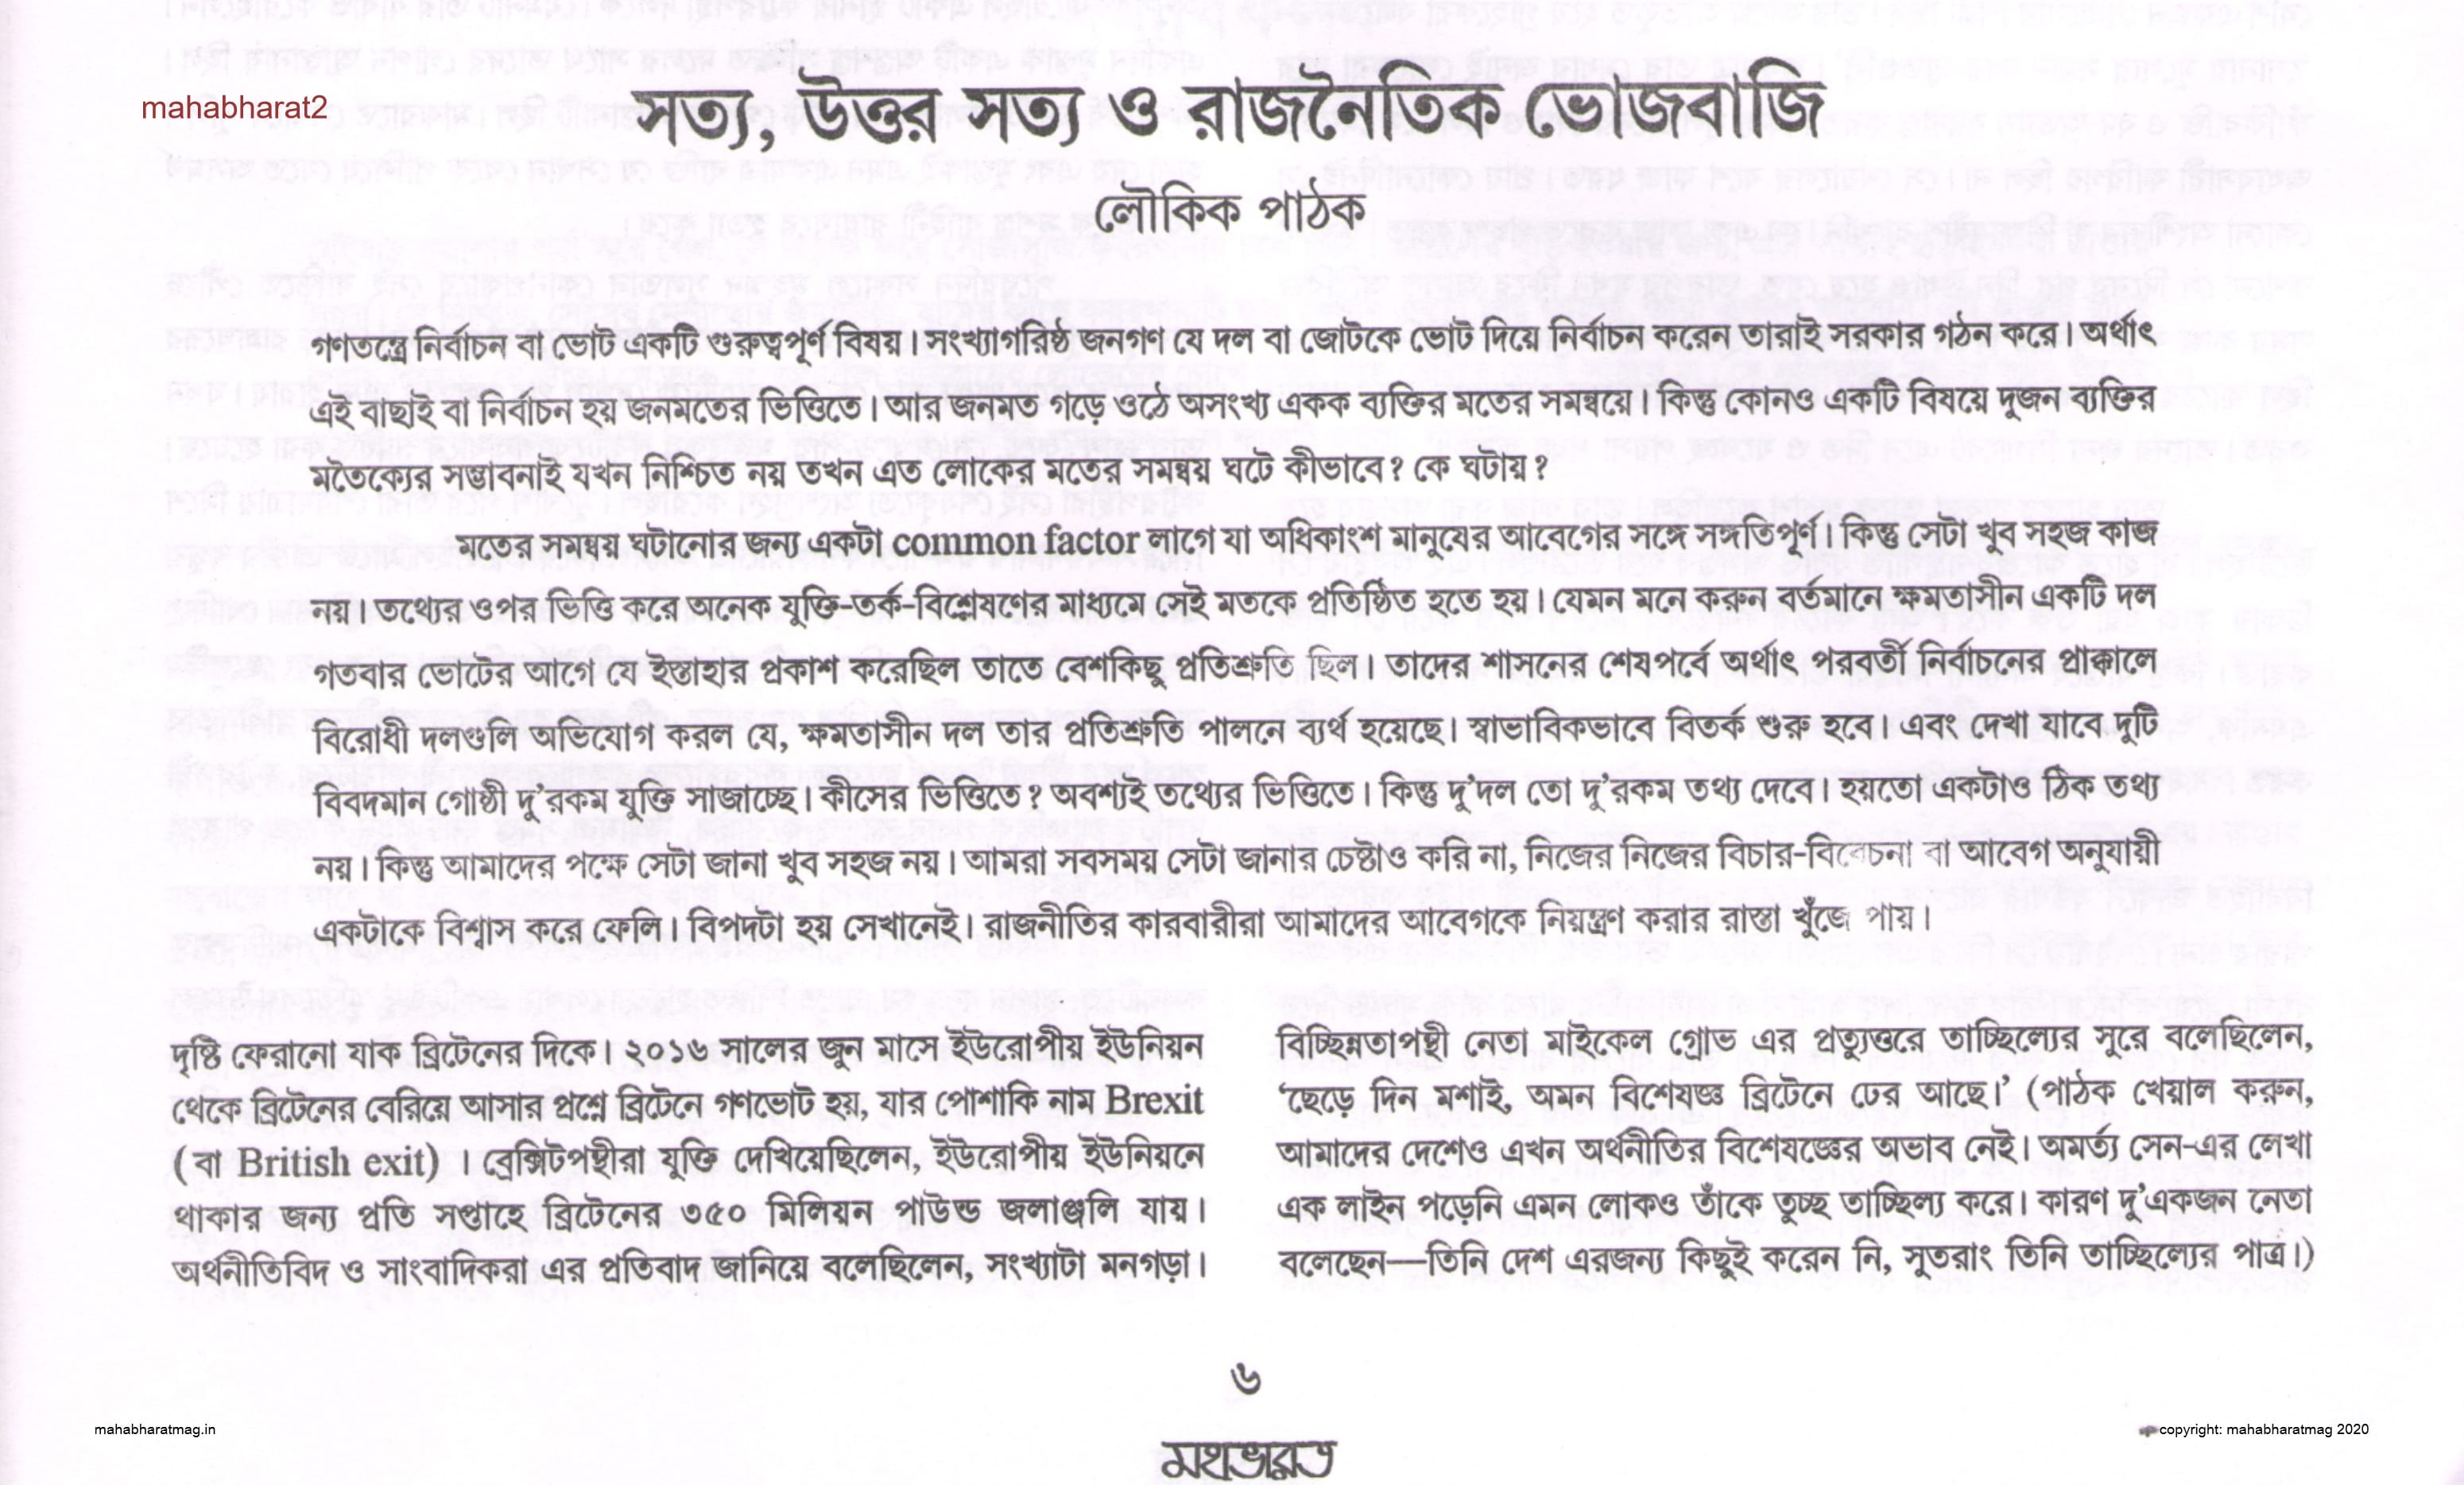 mahabharat2
সত্য, উত্তর সত্য ও রাজনৈতিক ভোজবাজি
লৌকিক পাঠক
গণতন্ত্রে নির্বাচন বা ভোট একটি গুরুত্বপূর্ণ বিষয়। সংখ্যাগরিষ্ঠ জনগণ যে দল বা জোটকে ভোট দিয়ে নির্বাচন করেন তারাই সরকার গঠন করে। অর্থাৎ
এই বাছাই বা নির্বাচন হয় জনমতের ভিত্তিতে। আর জনমত গড়ে ওঠে অসংখ্য একক ব্যক্তির মতের সমন্বয়ে। কিন্তু কোনও একটি বিষয়ে দুজন ব্যক্তির
মতৈক্যের সম্ভাবনাই যখন নিশ্চিত নয় তখন এত লোকের মতের সমন্বয় ঘটে কীভাবে? কে ঘটায়?
মতের সমন্বয় ঘটানোর জন্য একটা common factor লাগে যা অধিকাংশ মানুষের আবেগের সঙ্গে সঙ্গতিপূর্ণ। কিন্তু সেটা খুব সহজ কাজ
নয়। তথ্যের ওপর ভিত্তি করে অনেক যুক্তি-তর্ক-বিশ্লেষণের মাধ্যমে সেই মতকে প্রতিষ্ঠিত হতে হয়। যেমন মনে করুন বর্তমানে ক্ষমতাসীন একটি দল
গতবার ভোটের আগে যে ইস্তাহার প্রকাশ করেছিল তাতে বেশকিছু প্রতিশ্রুতি ছিল। তাদের শাসনের শেষপর্বে অর্থাৎ পরবর্তী নির্বাচনের প্রাক্কালে
বিরোধী দলগুলি অভিযোগ করল যে, ক্ষমতাসীন দল তার প্রতিশ্রুতি পালনে ব্যর্থ হয়েছে। স্বাভাবিকভাবে বিতর্ক শুরু হবে। এবং দেখা যাবে দুটি
বিবদমান গোষ্ঠী দু'রকম যুক্তি সাজাচ্ছে। কীসের ভিত্তিতে? অবশ্যই তথ্যের ভিত্তিতে। কিন্তু দু'দল তো দু'রকম তথ্য দেবে। হয়তো একটাও ঠিক তথ্য
নয়। কিন্তু আমাদের পক্ষে সেটা জানা খুব সহজ নয়। আমরা সবসময় সেটা জানার চেষ্টাও করি না, নিজের নিজের বিচার-বিবেচনা বা আবেগ অনুযায়ী
একটাকে বিশ্বাস করে ফেলি। বিপদটা হয় সেখানেই। রাজনীতির কারবারীরা আমাদের আবেগকে নিয়ন্ত্রণ করার রাস্তা খুঁজে পায়।
দৃষ্টি ফেরানো যাক ব্রিটেনের দিকে। ২০১৬ সালের জুন মাসে ইউরোপীয় ইউনিয়ন
থেকে ব্রিটেনের বেরিয়ে আসার প্রশ্নে ব্রিটেনে গণভোট হয়, যার পোশাকি নাম Brexit
( বা British exit) । ব্রেক্সিটপন্থীরা যুক্তি দেখিয়েছিলেন, ইউরোপীয় ইউনিয়নে
থাকার জন্য প্রতি সপ্তাহে ব্রিটেনের ৩৫০ মিলিয়ন পাউন্ড জলাঞ্জলি যায়।
অর্থনীতিবিদ ও সাংবাদিকরা এর প্রতিবাদ জানিয়ে বলেছিলেন, সংখ্যাটা মনগড়া।
বিচ্ছিন্নতাপন্থী নেতা মাইকেল গ্রোভ এর প্রত্যুত্তরে তাচ্ছিল্যের সুরে বলেছিলেন,
'ছেড়ে দিন মশাই, অমন বিশেষজ্ঞ ব্রিটেনে ঢের আছে।' (পাঠক খেয়াল করুন,
আমাদের দেশেও এখন অর্থনীতির বিশেষজ্ঞের অভাব নেই। অমর্ত্য সেন-এর লেখা
এক লাইন পড়েনি এমন লোকও তাঁকে তুচ্ছ তাচ্ছিল্য করে। কারণ দু'একজন নেতা
বলেছেন—তিনি দেশ এরজন্য কিছুই করেন নি, সুতরাং তিনি তাচ্ছিল্যের পাত্র।)
৬
mahabharatmag.in
copyright: mahabharatmag 2020
মহাভারত